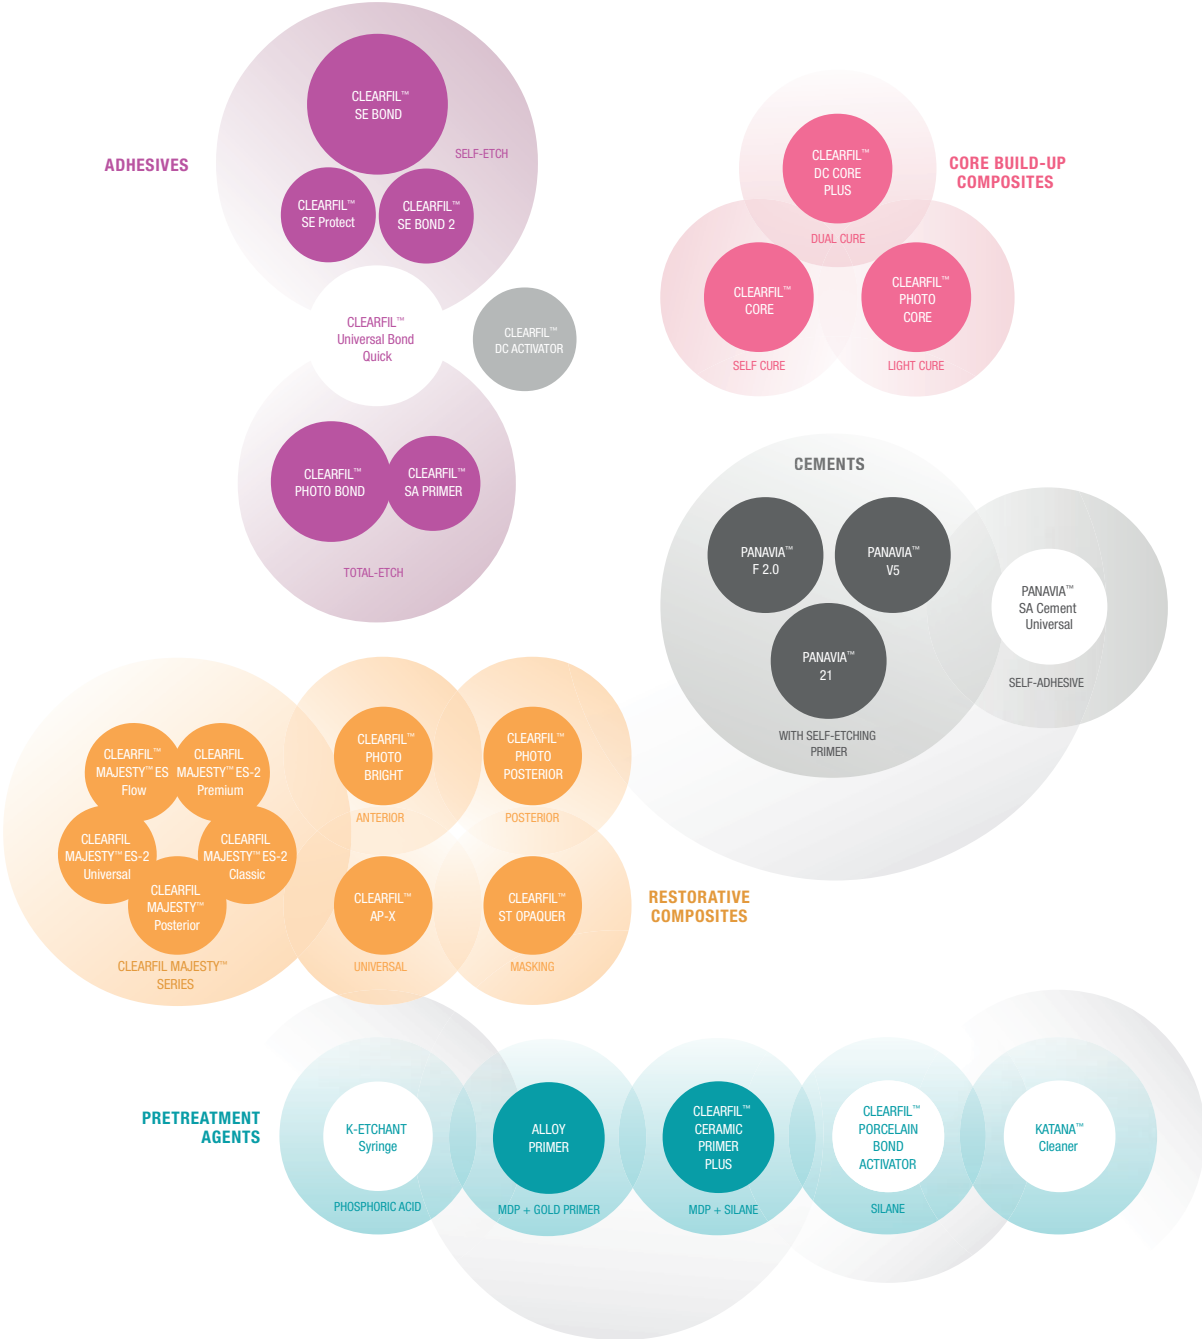 ADHESIVES
CLEARFIL™
SE BOND
SELF-ETCH
CLEARFIL™
SE Protect
CLEARFIL™
SE BOND 2
CLEARFIL™
Universal Bond
Quick
CLEARFIL™
DC ACTIVATOR
CLEARFIL™
PHOTO BOND
CLEARFIL™
SA PRIMER
TOTAL-ETCH
CORE BUILD-UP
COMPOSITES
CLEARFIL™
DC CORE
PLUS
DUAL CURE
CLEARFIL™
CORE
SELF CURE
CLEARFIL™
PHOTO
CORE
LIGHT CURE
CEMENTS
PANAVIA™
F 2.0
PANAVIA™
V5
PANAVIA™
21
WITH SELF-ETCHING
PRIMER
PANAVIA™
SA Cement
Universal
SELF-ADHESIVE
CLEARFIL™
MAJESTY™ ES
Flow
CLEARFIL
MAJESTY™ ES-2
Premium
CLEARFIL
MAJESTY™ ES-2
Universal
CLEARFIL
MAJESTY™ ES-2
Classic
CLEARFIL
MAJESTY™
Posterior
CLEARFIL MAJESTY™
SERIES
CLEARFIL™
PHOTO
BRIGHT
ANTERIOR
CLEARFIL™
PHOTO
POSTERIOR
POSTERIOR
CLEARFIL™
AP-X
UNIVERSAL
CLEARFIL™
ST OPAQUER
MASKING
RESTORATIVE
COMPOSITES
PRETREATMENT
AGENTS
K-ETCHANT
Syringe
PHOSPHORIC ACID
ALLOY
PRIMER
MDP + GOLD PRIMER
CLEARFIL™
CERAMIC
PRIMER
PLUS
MDP + SILANE
CLEARFIL™
PORCELAIN
BOND
ACTIVATOR
SILANE
KATANA™
Cleaner